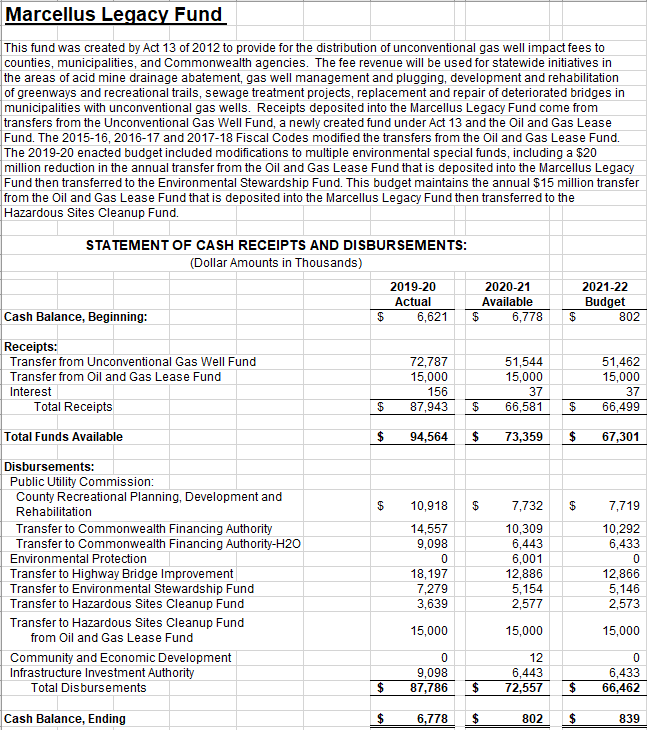 Marcellus Legacy Fund
This fund was created by Act 13 of 2012 to provide for the distribution of unconventional gas well impact fees to
counties, municipalities, and Commonwealth agencies. The fee revenue will be used for statewide initiatives in
the areas of acid mine drainage abatement, gas well management and plugging, development and rehabilitation
of greenways and recreational trails, sewage treatment projects, replacement and repair of deteriorated bridges in
municipalities with unconventional gas wells. Receipts deposited into the Marcellus Legacy Fund come from
transfers from the Unconventional Gas Well Fund, a newly created fund under Act 13 and the Oil and Gas Lease
Fund. The 2015-16, 2016-17 and 2017-18 Fiscal Codes modified the transfers from the Oil and Gas Lease Fund.
The 2019-20 enacted budget included modifications to multiple environmental special funds, including a $20
million reduction in the annual transfer from the Oil and Gas Lease Fund that is deposited into the Marcellus Legacy
Fund then transferred to the Environmental Stewardship Fund. This budget maintains the annual $15 million transfer
from the Oil and Gas Lease Fund that is deposited into the Marcellus Legacy Fund then transferred to the
Hazardous Sites Cleanup Fund.
STATEMENT OF CASH RECEIPTS AND DISBURSEMENTS:
(Dollar Amounts in Thousands)
2019-20 2020-21 2021-22
Actual Available Budget
Cash Balance, Beginning: $ 6,621 $ 6,778 $ 802
Receipts:
Transfer from Unconventional Gas Well Fund 72,787 51,544 51,462
Transfer from Oil and Gas Lease Fund 15,000 15,000 15,000
Interest 156 37 37
Total Receipts $ 87,943 $ 66,581 $ 66,499
Total Funds Available $ 94,564 $ 73,359 $ 67,301
Disbursements:
Public Utility Commission:
County Recreational Planning, Development and
Rehabilitation $ 10,918 $ 7,732 $ 7,719
Transfer to Commonwealth Financing Authority 14,557 10,309 10,292
Transfer to Commonwealth Financing Authority-H2O 9,098 6,443 6,433
Environmental Protection 0 6,001 0
Transfer to Highway Bridge Improvement 18,197 12,886 12,866
Transfer to Environmental Stewardship Fund 7,279 5,154 5,146
Transfer to Hazardous Sites Cleanup Fund 3,639 2,577 2,573
Transfer to Hazardous Sites Cleanup Fund
from Oil and Gas Lease Fund 15,000 15,000 15,000
Community and Economic Development 0 12 0
Infrastructure Investment Authority 9,098 6,443 6,433
Total Disbursements $ 87,786 $ 72,557 $ 66,462
Cash Balance, Ending $ 6,778 $ 802 $ 839